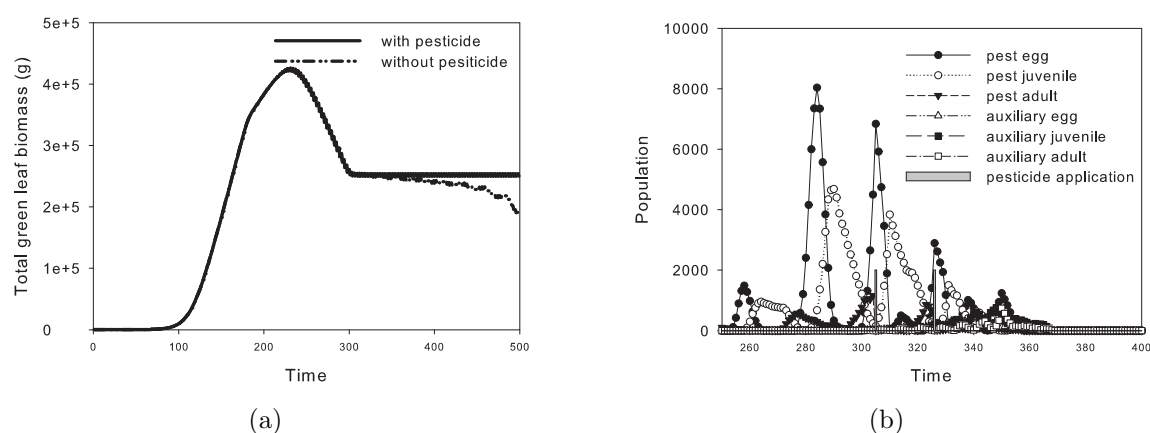 5e+5
4e+5
3e+5
2e+5
1e+5
0
Total green leaf biomass (g)
with pesticide
without pesiticide
0 100 200 300 400 500
Time
(a)
10000
8000
6000
4000
2000
0
Population
pest egg
pest juvenile
pest adult
auxiliary egg
auxiliary juvenile
auxiliary adult
pesticide application
260 280 300 320 340 360 380 400
Time
(b)